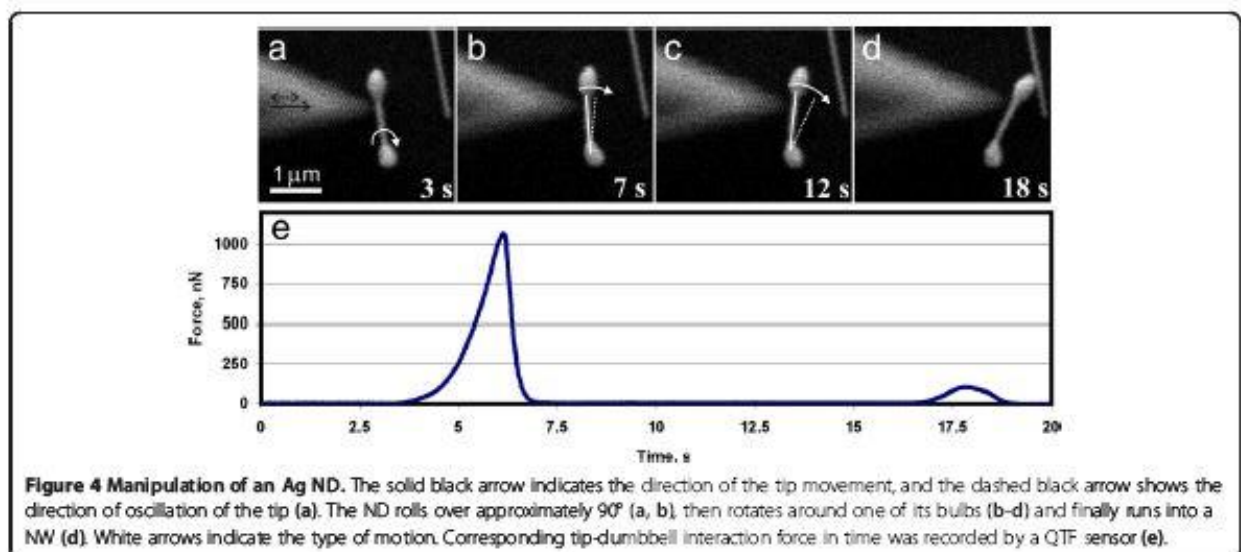 a b c d
1 μm 3 s 7 s 12 s 18 s
e
1000
750
500
250
0
Force, nN
0 2.5 5 7.5 10 12.5 15 17.5 20
Time, s
Figure 4 Manipulation of an Ag ND. The solid black arrow indicates the direction of the tip movement, and the dashed black arrow shows the
direction of oscillation of the tip (a). The ND rolls over approximately 90° (a, b), then rotates around one of its bulbs (b-d) and finally runs into a
NW (d). White arrows indicate the type of motion. Corresponding tip-dumbbell interaction force in time was recorded by a QTF sensor (e).